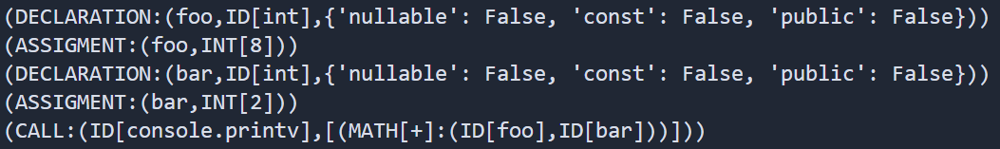 (DECLARATION:(foo,ID[int],{'nullable': False, 'const': False, 'public': False}))
(ASSIGMENT:(foo,INT[8]))
(DECLARATION:(bar,ID[int],{'nullable': False, 'const': False, 'public': False}))
(ASSIGMENT:(bar,INT[2]))
(CALL:(ID[console.printv],[(MATH[+]:(ID[foo],ID[bar]))]))